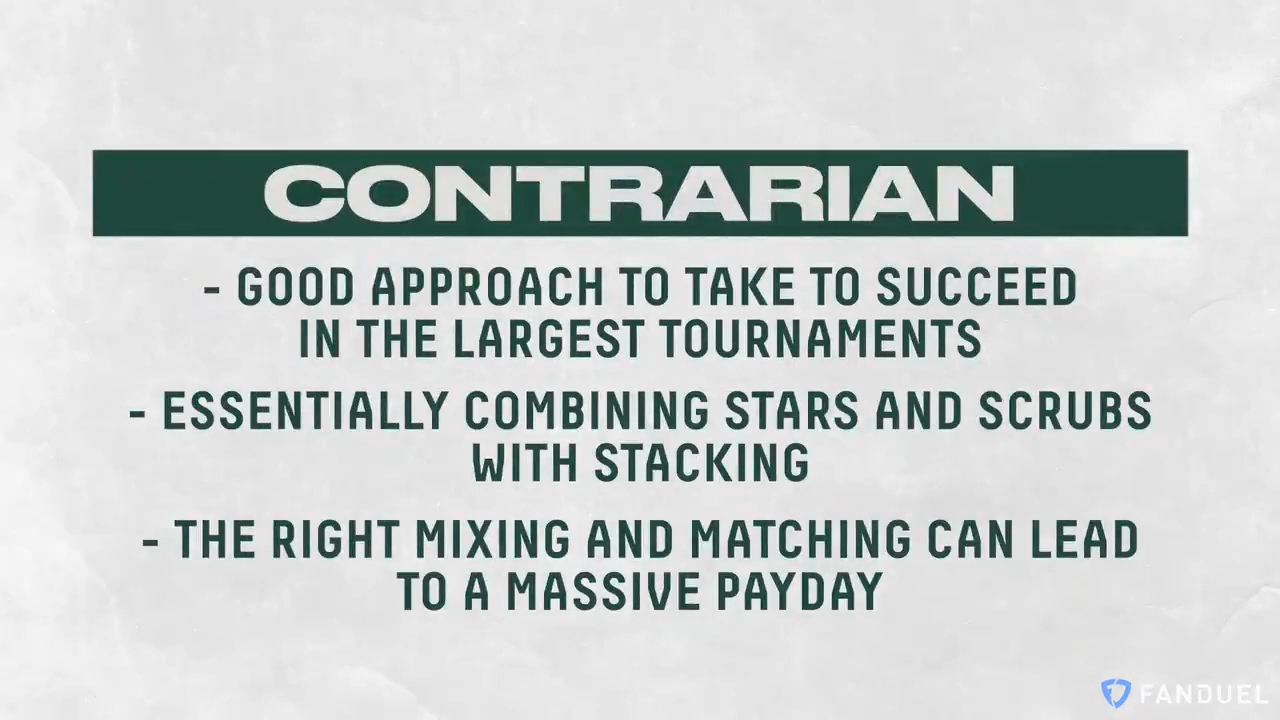 CONTRARIAN
- GOOD APPROACH TO TAKE TO SUCCEED
IN THE LARGEST TOURNAMENTS
- ESSENTIALLY COMBINING STARS AND SCRUBS
WITH STACKING
- THE RIGHT MIXING AND MATCHING CAN LEAD
TO A MASSIVE PAYDAY
FANDUEL